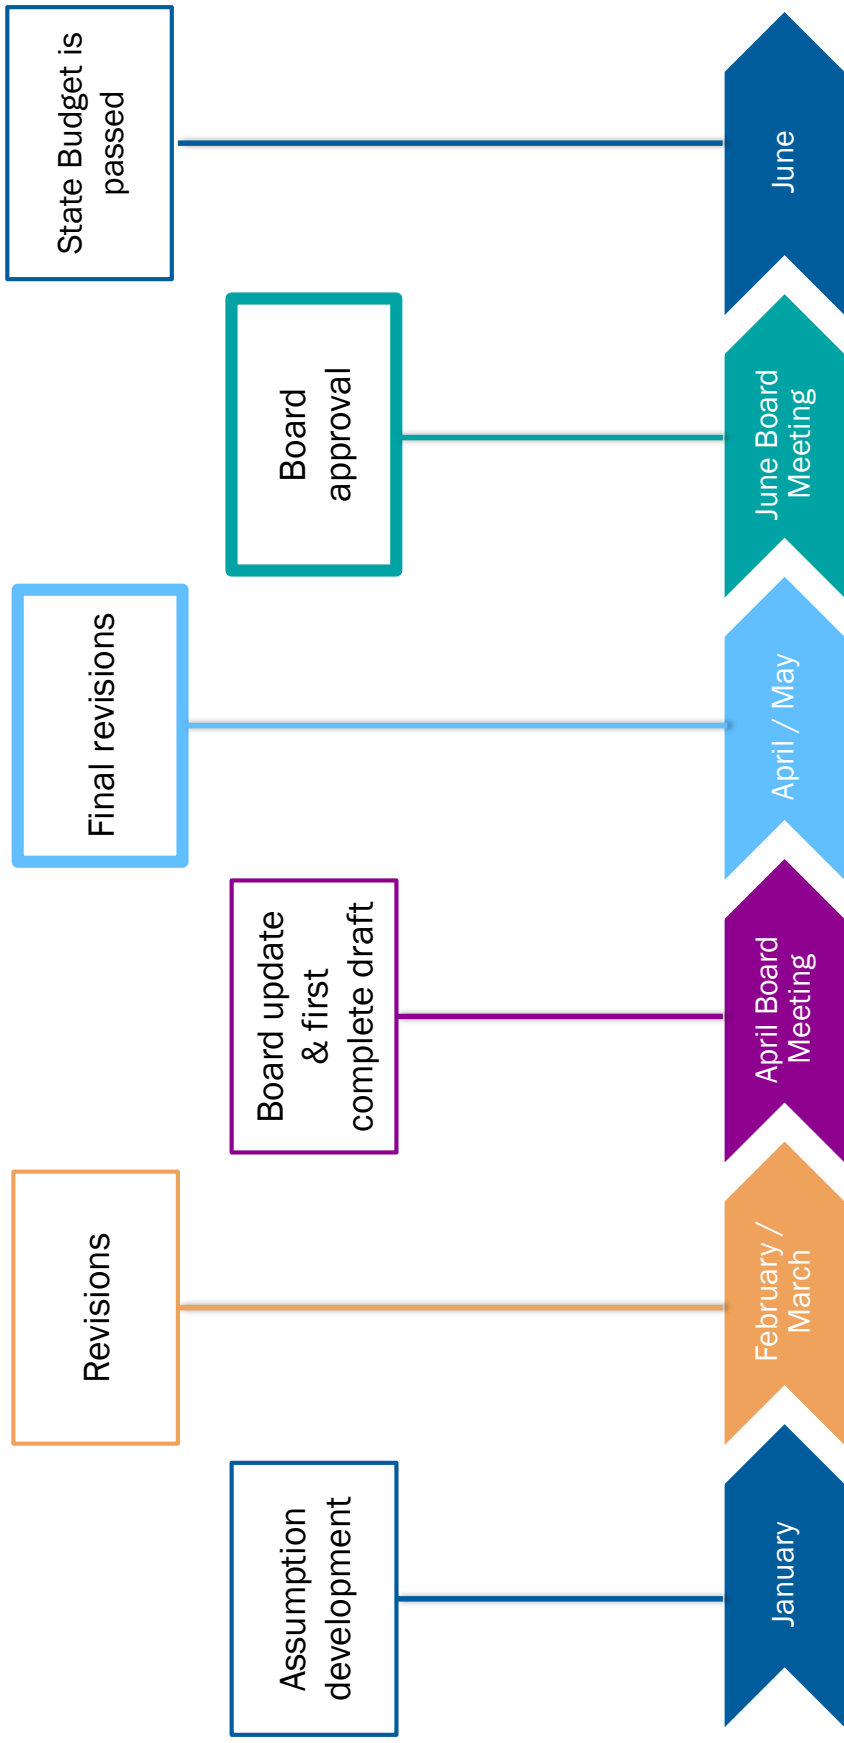 Assumption
development
Revisions
Board update
& first
complete draft
Final revisions
Board
approval
State Budget is
passed
January
February /
March
April Board
Meeting
April / May
June Board
Meeting
June